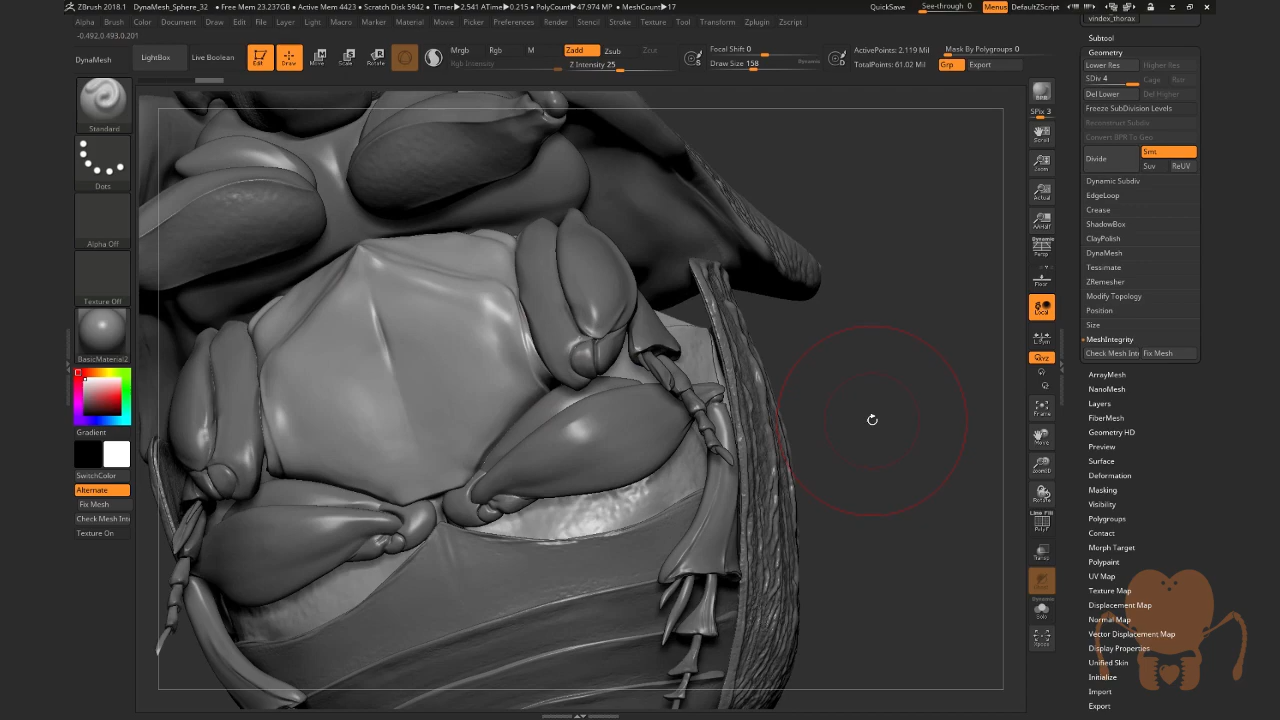 ZBrush 2018.1 DynaMesh_Sphere_32 • Free Mem 23.237GB • Active Mem 4423 • Scratch Disk 5942 • Timer▶2.541 ATime▶0.215 • PolyCount▶47.974 MP • MeshCount▶17 QuickSave See-through 0 Menus DefaultZScript
Alpha Brush Color Document Draw Edit File Layer Light Macro Marker Material Movie Picker Preferences Render Stencil Stroke Texture Tool Transform Zplugin Zscript
-0.492,0.493,0.201
DynaMesh
LightBox
Live Boolean
Edit
Draw
Move
Scale
Rotate
Mrgb Rgb M
Rgb Intensity
Zadd Zsub Zcut
Z Intensity 25
Focal Shift 0
Draw Size 158
Dynamic
ActivePoints: 2.119 Mil
TotalPoints: 61.02 Mil
Mask By Polygroups 0
Grp Export
Standard
Dots
Alpha Off
Texture Off
BasicMaterial2
Gradient
SwitchColor
Alternate
Fix Mesh
Check Mesh Int
Texture On
BPR
SPix 3
Scroll
Zoom
Actual
AAHalf
Dynamic
Persp
Floor
Local
L.Sym
Frame
Move
Zoom3D
Rotate
Line Fill
PolyF
Transp
Dynamic
Solo
Xpose
vindex_thorax
Subtool
Geometry
Lower Res Higher Res
SDiv 4 Cage Rstr
Del Lower Del Higher
Freeze SubDivision Levels
Reconstruct Subdiv
Convert BPR To Geo
Divide Smt
Suv ReUV
Dynamic Subdiv
EdgeLoop
Crease
ShadowBox
ClayPolish
DynaMesh
Tessimate
ZRemesher
Modify Topology
Position
Size
MeshIntegrity
Check Mesh Int Fix Mesh
ArrayMesh
NanoMesh
Layers
FiberMesh
Geometry HD
Preview
Surface
Deformation
Masking
Visibility
Polygroups
Contact
Morph Target
Polypaint
UV Map
Texture Map
Displacement Map
Normal Map
Vector Displacement Map
Display Properties
Unified Skin
Initialize
Import
Export